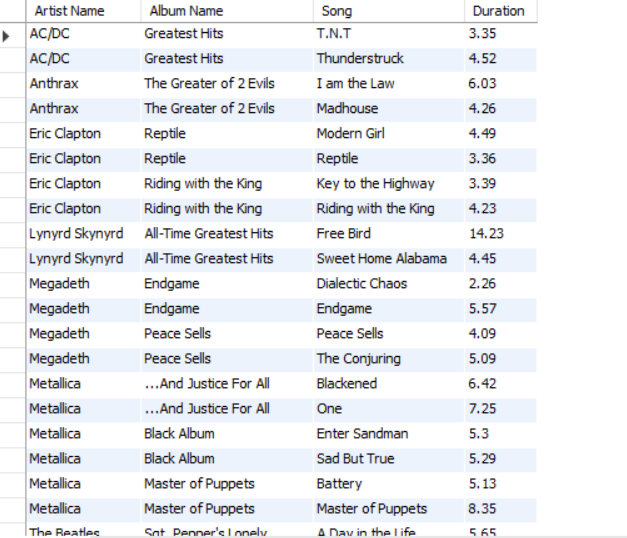 Artist Name Album Name Song Duration
AC/DC Greatest Hits T.N.T 3.35
AC/DC Greatest Hits Thunderstruck 4.52
Anthrax The Greater of 2 Evils I am the Law 6.03
Anthrax The Greater of 2 Evils Madhouse 4.26
Eric Clapton Reptile Modern Girl 4.49
Eric Clapton Reptile Reptile 3.36
Eric Clapton Riding with the King Key to the Highway 3.39
Eric Clapton Riding with the King Riding with the King 4.23
Lynyrd Skynyrd All-Time Greatest Hits Free Bird 14.23
Lynyrd Skynyrd All-Time Greatest Hits Sweet Home Alabama 4.45
Megadeth Endgame Dialectic Chaos 2.26
Megadeth Endgame Endgame 5.57
Megadeth Peace Sells Peace Sells 4.09
Megadeth Peace Sells The Conjuring 5.09
Metallica ...And Justice For All Blackened 6.42
Metallica ...And Justice For All One 7.25
Metallica Black Album Enter Sandman 5.3
Metallica Black Album Sad But True 5.29
Metallica Master of Puppets Battery 5.13
Metallica Master of Puppets Master of Puppets 8.35
The Beatles Sgt. Pepper's Lonely A Day in the Life 5.65